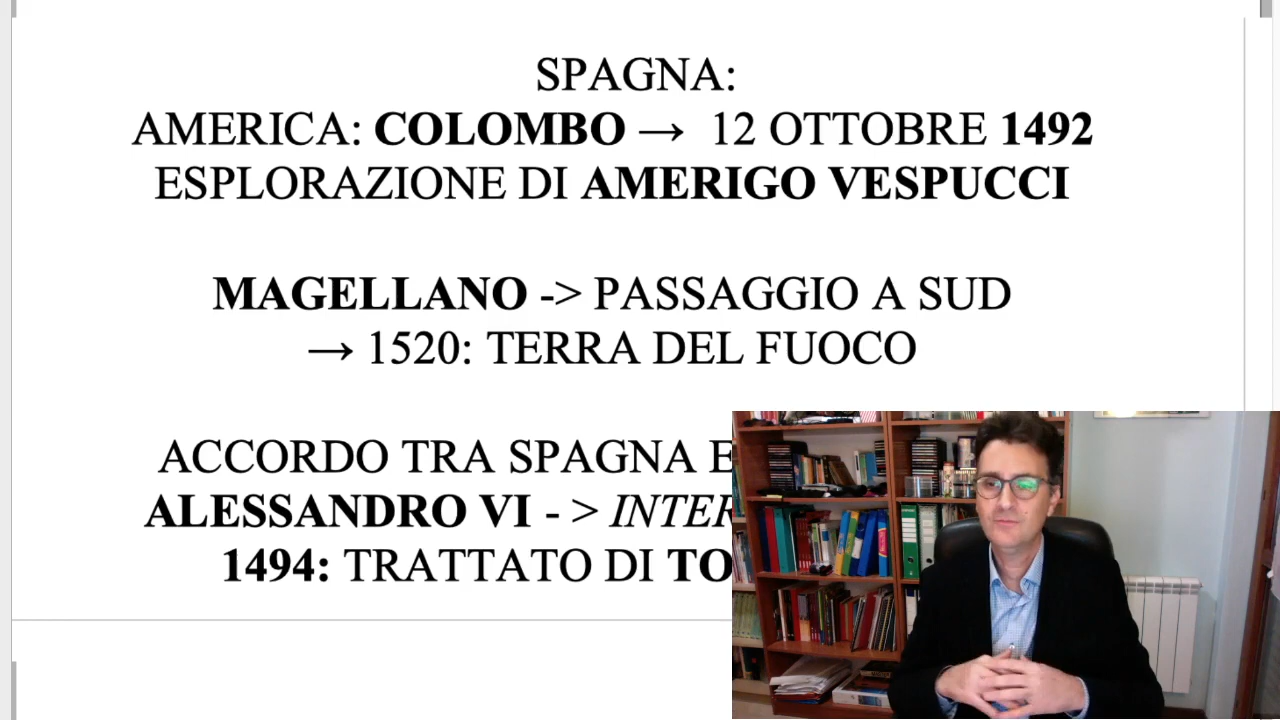 SPAGNA:
AMERICA: COLOMBO → 12 OTTOBRE 1492
ESPLORAZIONE DI AMERIGO VESPUCCI
MAGELLANO -> PASSAGGIO A SUD
→ 1520: TERRA DEL FUOCO
ACCORDO TRA SPAGNA E
ALESSANDRO VI - >
1494: TRATTATO DI